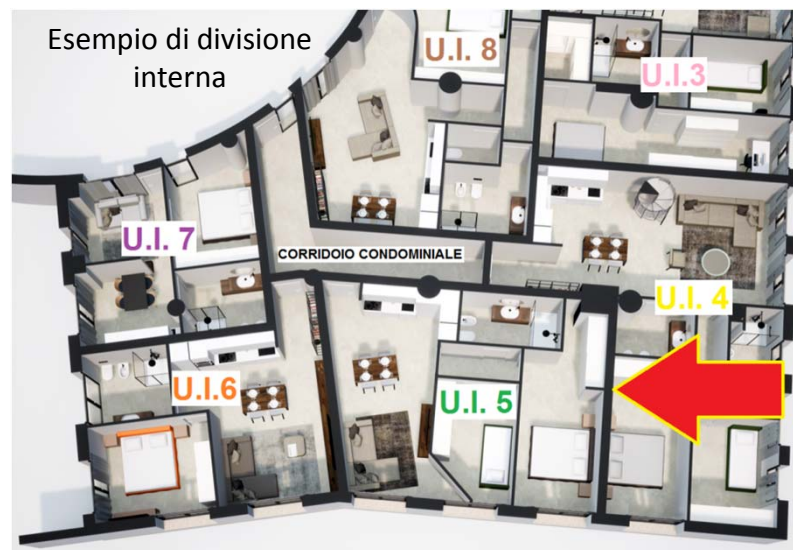 Esempio di divisione
interna
U.I. 8
U.I.3
U.I. 7
CORRIDOIO CONDOMINIALE
U.I. 4
U.I.6
U.I. 5